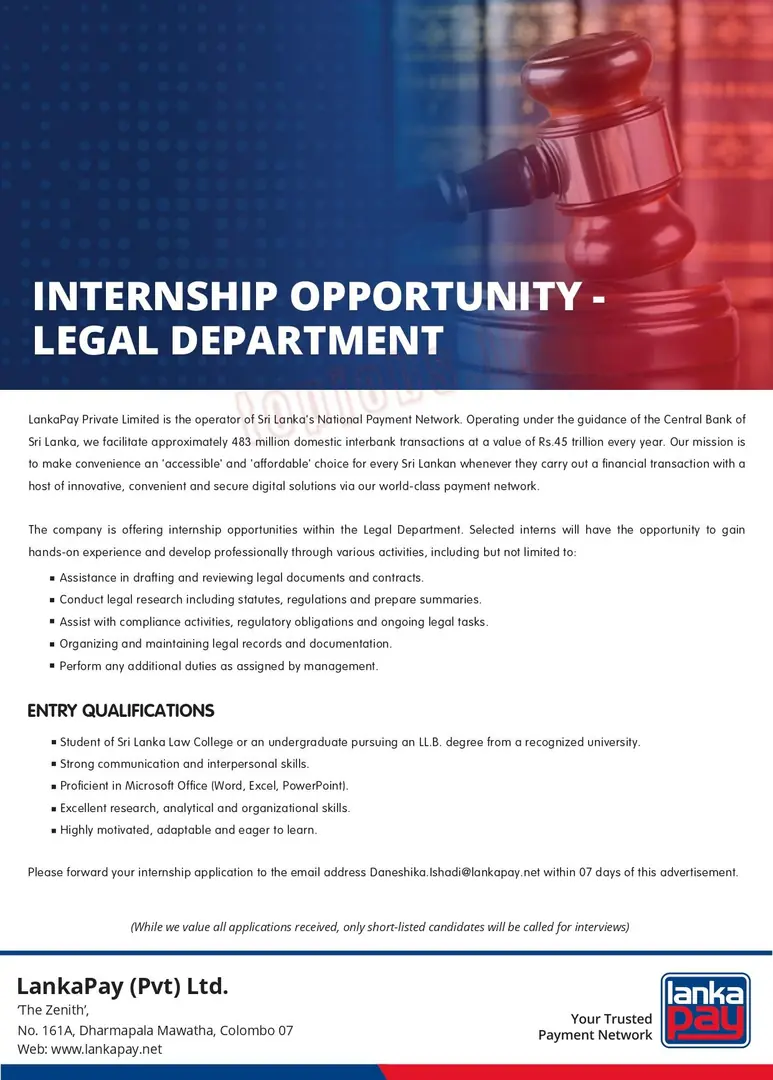 INTERNSHIP OPPORTUNITY -
LEGAL DEPARTMENT
LankaPay Private Limited is the operator of Sri Lanka's National Payment Network. Operating under the guidance of the Central Bank of
Sri Lanka, we facilitate approximately 483 million domestic interbank transactions at a value of Rs.45 trillion every year. Our mission is
to make convenience an 'accessible' and 'affordable' choice for every Sri Lankan whenever they carry out a financial transaction with a
host of innovative, convenient and secure digital solutions via our world-class payment network.
The company is offering internship opportunities within the Legal Department. Selected interns will have the opportunity to gain
hands-on experience and develop professionally through various activities, including but not limited to:
▪ Assistance in drafting and reviewing legal documents and contracts.
▪ Conduct legal research including statutes, regulations and prepare summaries.
▪ Assist with compliance activities, regulatory obligations and ongoing legal tasks.
▪ Organizing and maintaining legal records and documentation.
▪ Perform any additional duties as assigned by management.
ENTRY QUALIFICATIONS
▪ Student of Sri Lanka Law College or an undergraduate pursuing an LL.B. degree from a recognized university.
▪ Strong communication and interpersonal skills.
▪ Proficient in Microsoft Office (Word, Excel, PowerPoint).
▪ Excellent research, analytical and organizational skills.
▪ Highly motivated, adaptable and eager to learn.
Please forward your internship application to the email address Daneshika.Ishadi@lankapay.net within 07 days of this advertisement.
(While we value all applications received, only short-listed candidates will be called for interviews)
LankaPay (Pvt) Ltd.
'The Zenith',
No. 161A, Dharmapala Mawatha, Colombo 07
Web: www.lankapay.net
Your Trusted
Payment Network
lanka
pay